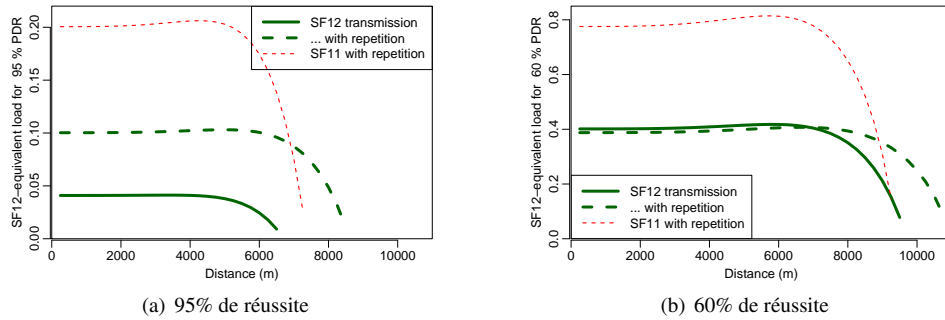 SF12−equivalent load for 95 % PDR
0.00
0.05
0.10
0.15
0.20
SF12 transmission
... with repetition
SF11 with repetition
0 2000 4000 6000 8000 10000
Distance (m)
(a) 95% de réussite
SF12−equivalent load for 60 % PDR
0.0
0.2
0.4
0.6
0.8
SF12 transmission
... with repetition
SF11 with repetition
0 2000 4000 6000 8000 10000
Distance (m)
(b) 60% de réussite